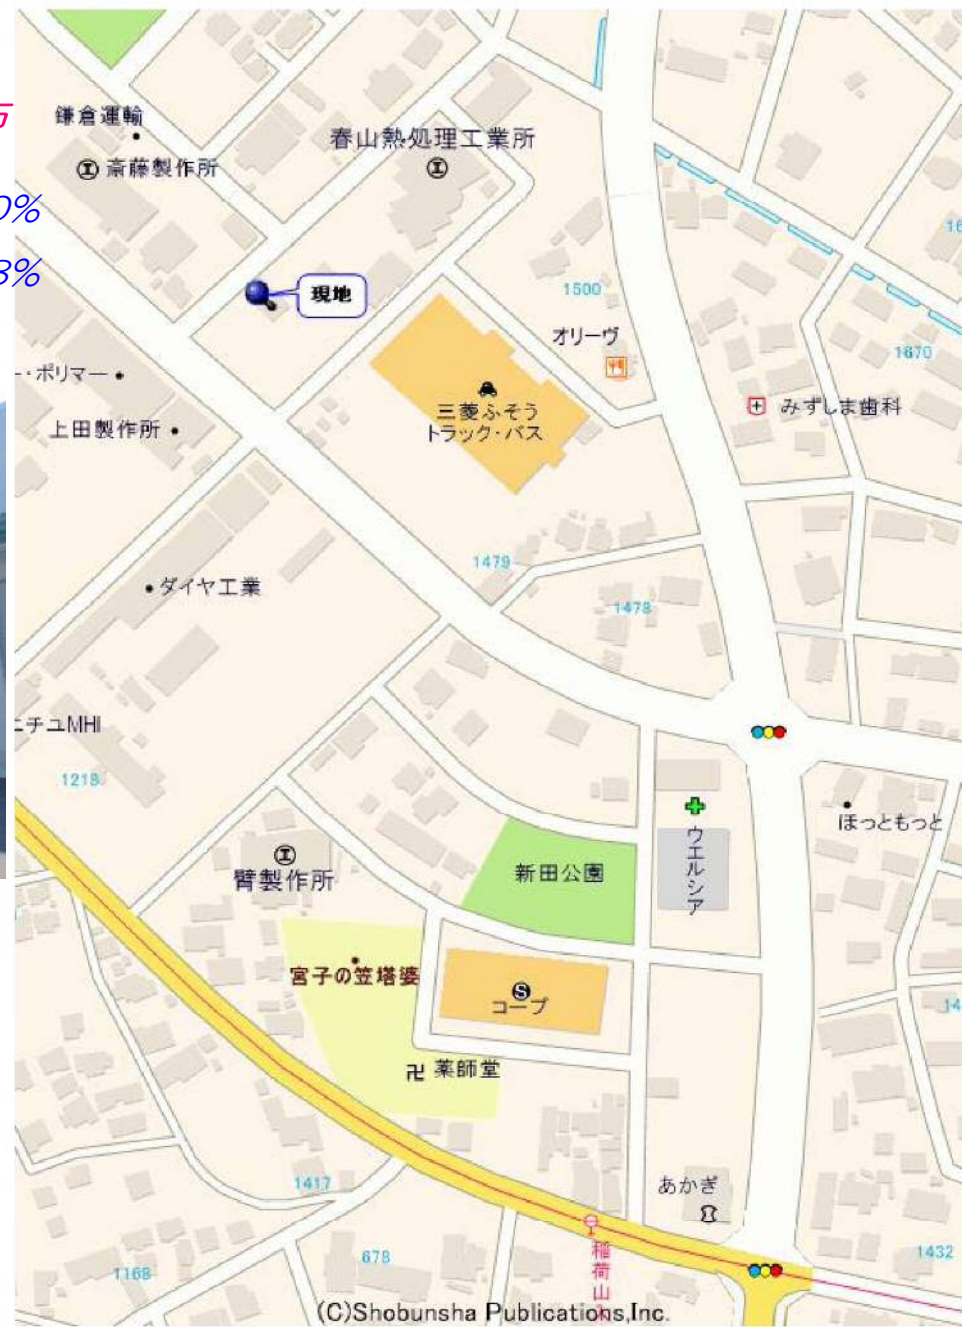 鎌倉運輸
斎藤製作所
春山熱処理工業所
0%
現地
1500
オリーヴ
1670
ポリマー
上田製作所
三菱ふそう
トラック・バス
みずしま歯科
1479
1478
ダイヤ工業
ニチユMHI
1218
ほっともっと
ウエルシア
新田公園
臂製作所
宮子の笠塔婆
コープ
薬師堂
1417
あかぎ
稲荷山
678
1168
1432
(C)Shobunsha Publications,Inc.